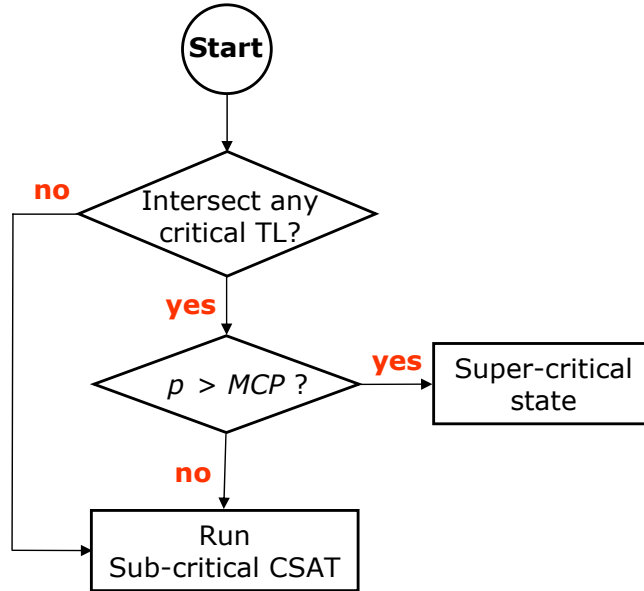 Start
no
Intersect any
critical TL?
yes
p > MCP ?
yes
Super-critical
state
no
Run
Sub-critical CSAT